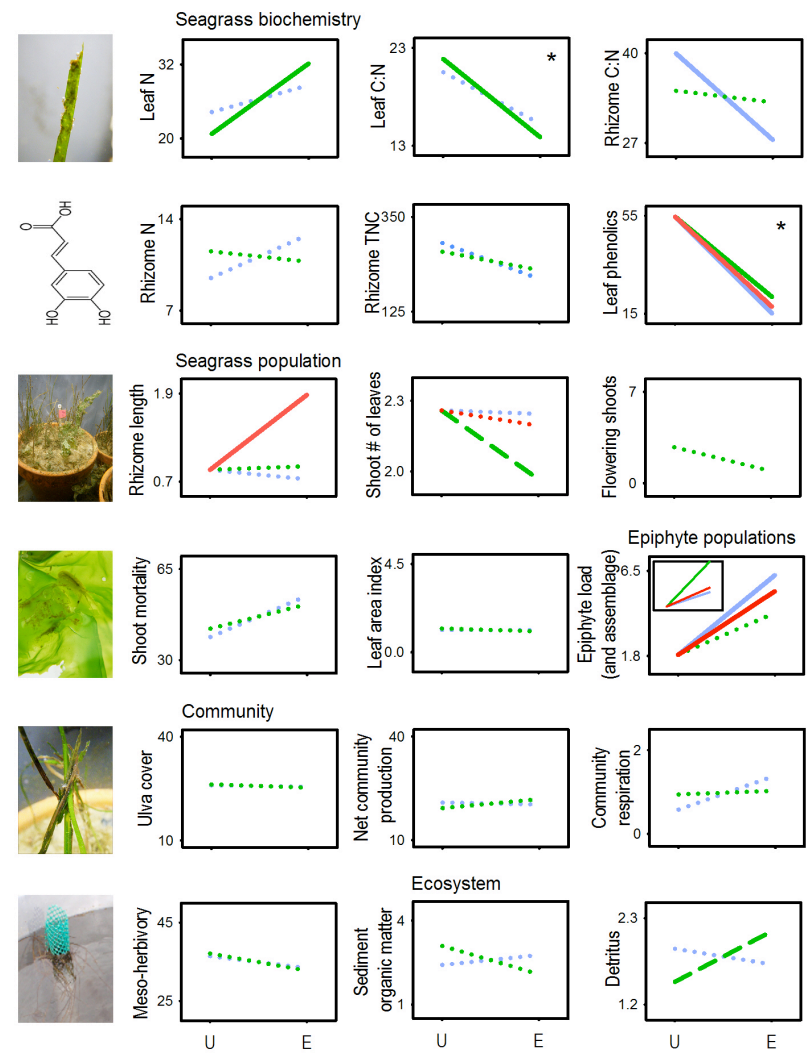 Seagrass biochemistry
Leaf N
32
20
Leaf C:N
23
13
*
Rhizome C:N
40
27
OH
O
HO
OH
Rhizome N
14
7
Rhizome TNC
350
125
Leaf phenolics
55
15
*
Seagrass population
Rhizome length
1.9
0.7
Shoot # of leaves
2.3
2.0
Flowering shoots
7
0
Shoot mortality
65
30
Leaf area index
4.5
0.0
Epiphyte populations
Epiphyte load
(and assemblage)
6.5
1.8
Community
Ulva cover
40
10
Net community
production
40
10
Community
respiration
2
0
Meso-herbivory
45
25
Ecosystem
Sediment
organic matter
4
1
Detritus
2.3
1.2
U
E
U
E
U
E